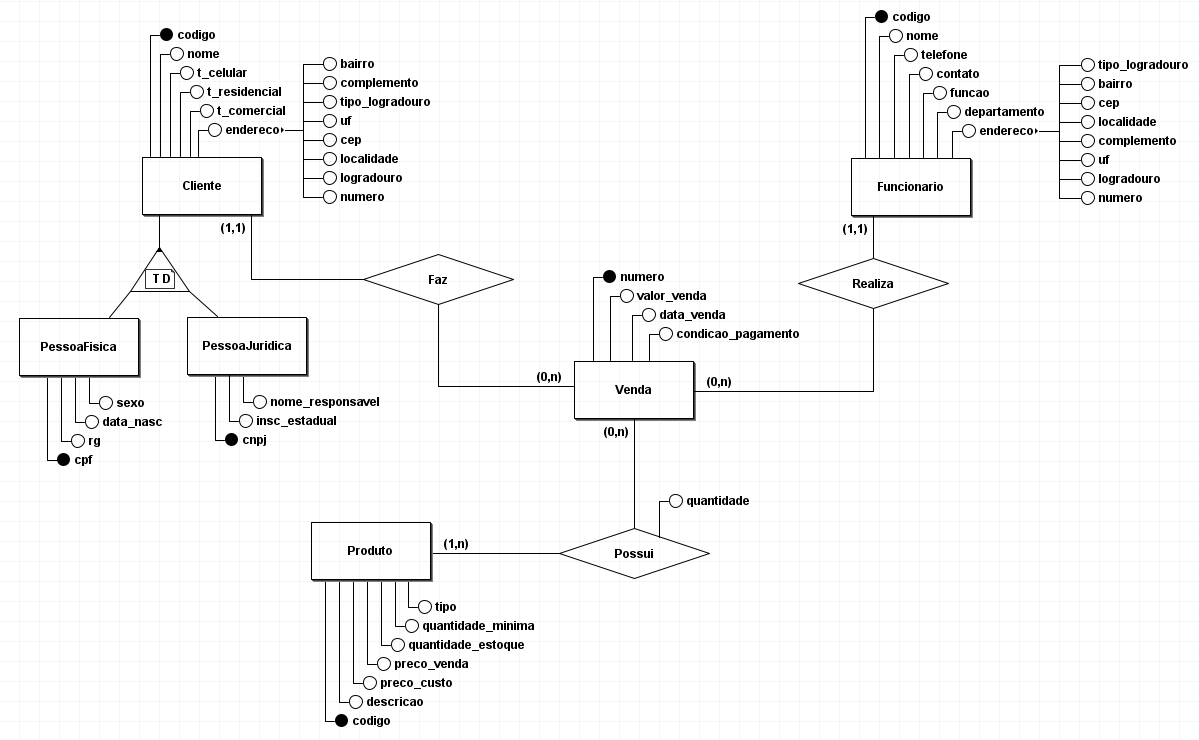 codigo
nome
t_celular
t_residencial
t_comercial
endereco
bairro
complemento
tipo_logradouro
uf
cep
localidade
logradouro
numero
Cliente
(1,1)
T D
PessoaFisica
PessoaJuridica
sexo
data_nasc
rg
cpf
nome_responsavel
insc_estadual
cnpj
Faz
(0,n)
codigo
nome
telefone
contato
funcao
departamento
endereco
tipo_logradouro
bairro
cep
localidade
complemento
uf
logradouro
numero
Funcionario
(1,1)
Realiza
numero
valor_venda
data_venda
condicao_pagamento
Venda
(0,n)
(0,n)
quantidade
Possui
(1,n)
Produto
tipo
quantidade_minima
quantidade_estoque
preco_venda
preco_custo
descricao
codigo